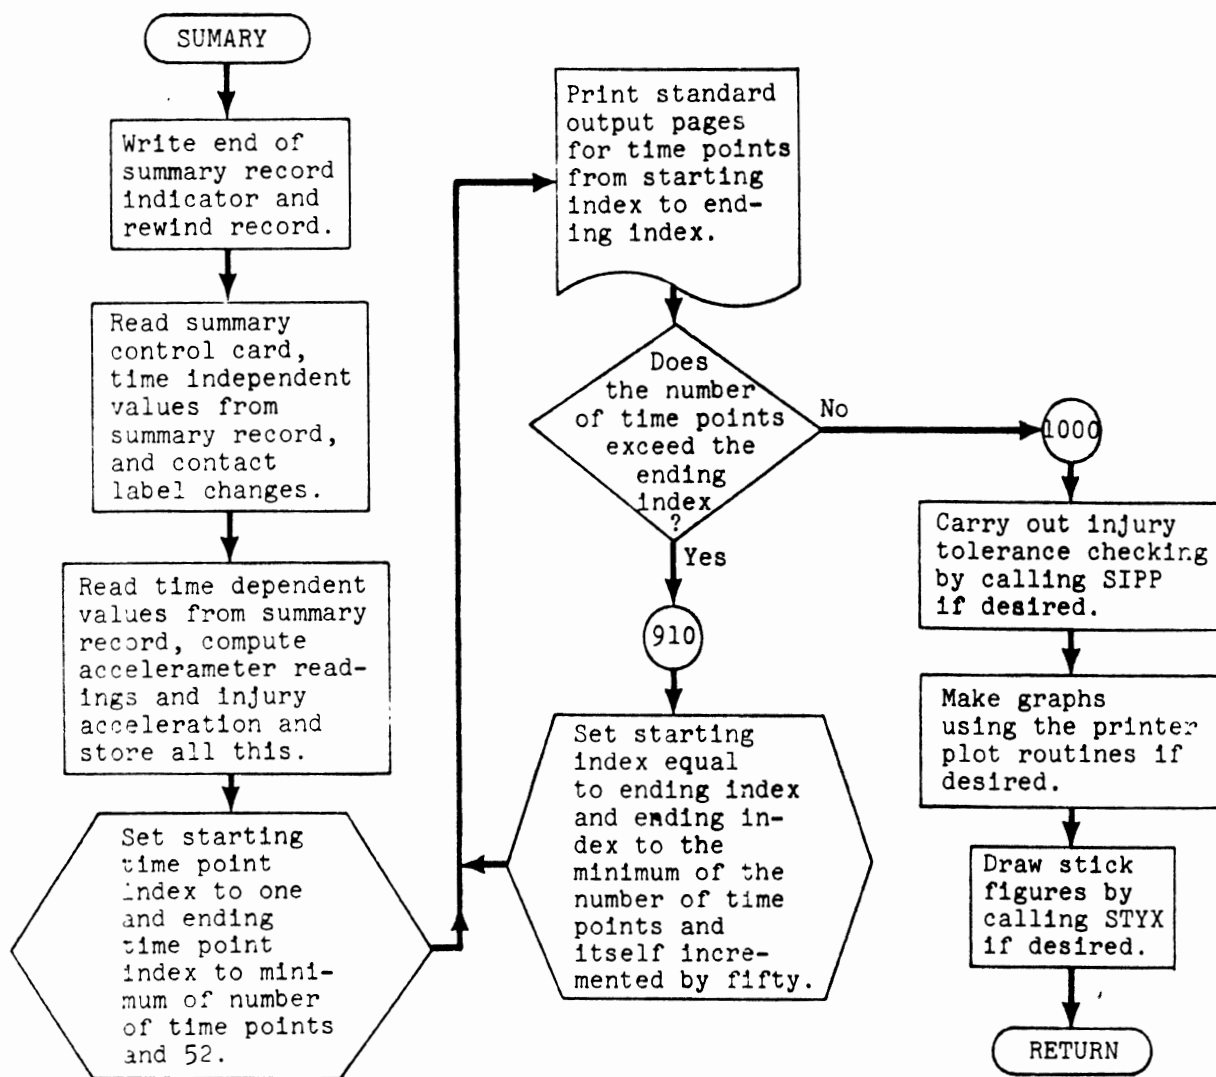 SUMARY
Write end of
summary record
indicator and
rewind record.
Read summary
control card,
time independent
values from
summary record,
and contact
label changes.
Read time dependent
values from summary
record, compute
accelerameter read-
ings and injury
acceleration and
store all this.
Set starting
time point
index to one
and ending
time point
index to mini-
mum of number
of time points
and 52.
Print standard
output pages
for time points
from starting
index to end-
ing index.
Does
the number
of time points
exceed the
ending
index
?
No
Yes
910
Set starting
index equal
to ending index
and ending in-
dex to the
minimum of the
number of time
points and
itself incre-
mented by fifty.
1000
Carry out injury
tolerance checking
by calling SIPP
if desired.
Make graphs
using the printer
plot routines if
desired.
Draw stick
figures by
calling STYX
if desired.
RETURN